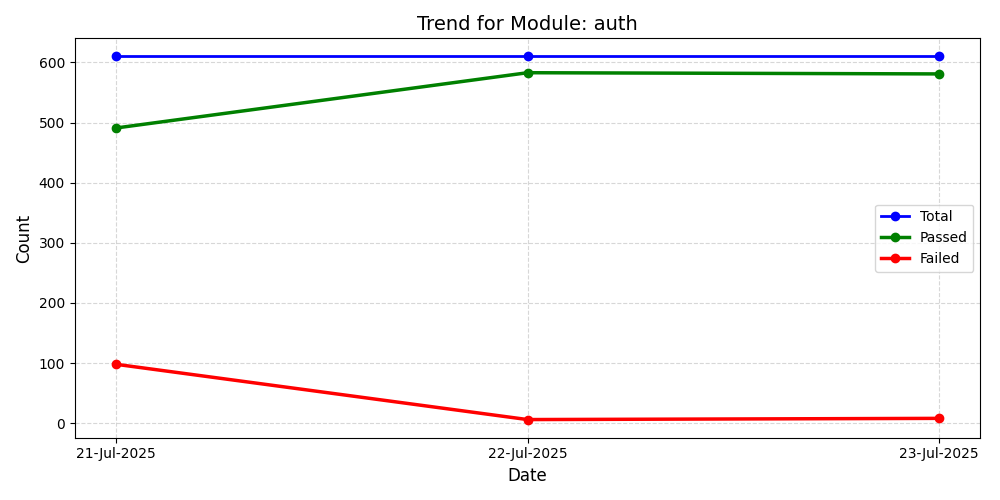 Trend for Module: auth
Count
600
500
400
300
200
100
0
Total
Passed
Failed
21-Jul-2025 22-Jul-2025 23-Jul-2025
Date